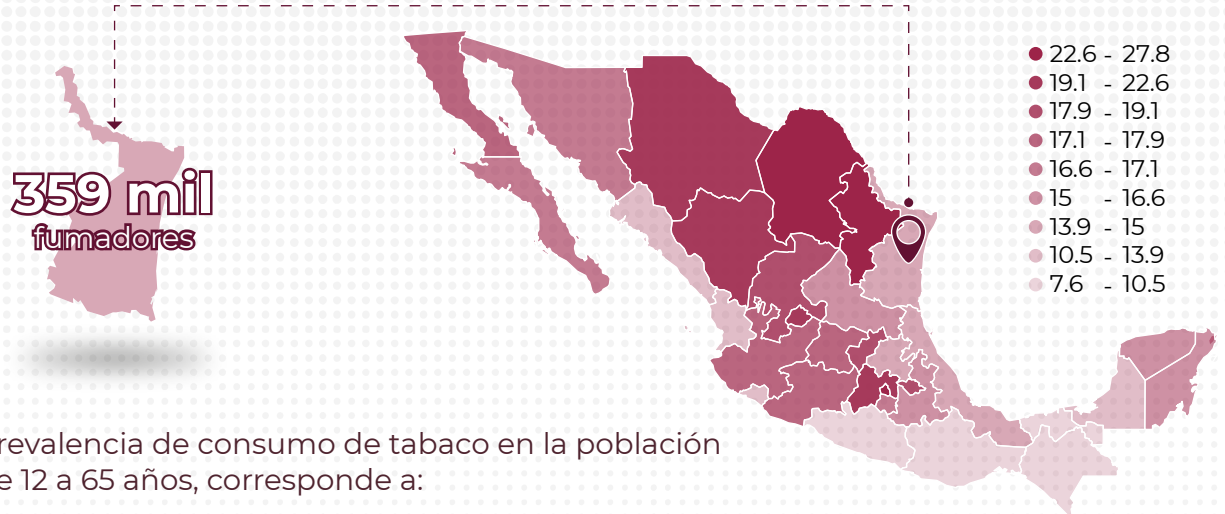 22.6 - 27.8
19.1 - 22.6
17.9 - 19.1
17.1 - 17.9
16.6 - 17.1
15 - 16.6
13.9 - 15
10.5 - 13.9
7.6 - 10.5
359 mil
fumadores
revalencia de consumo de tabaco en la población
e 12 a 65 años, corresponde a: